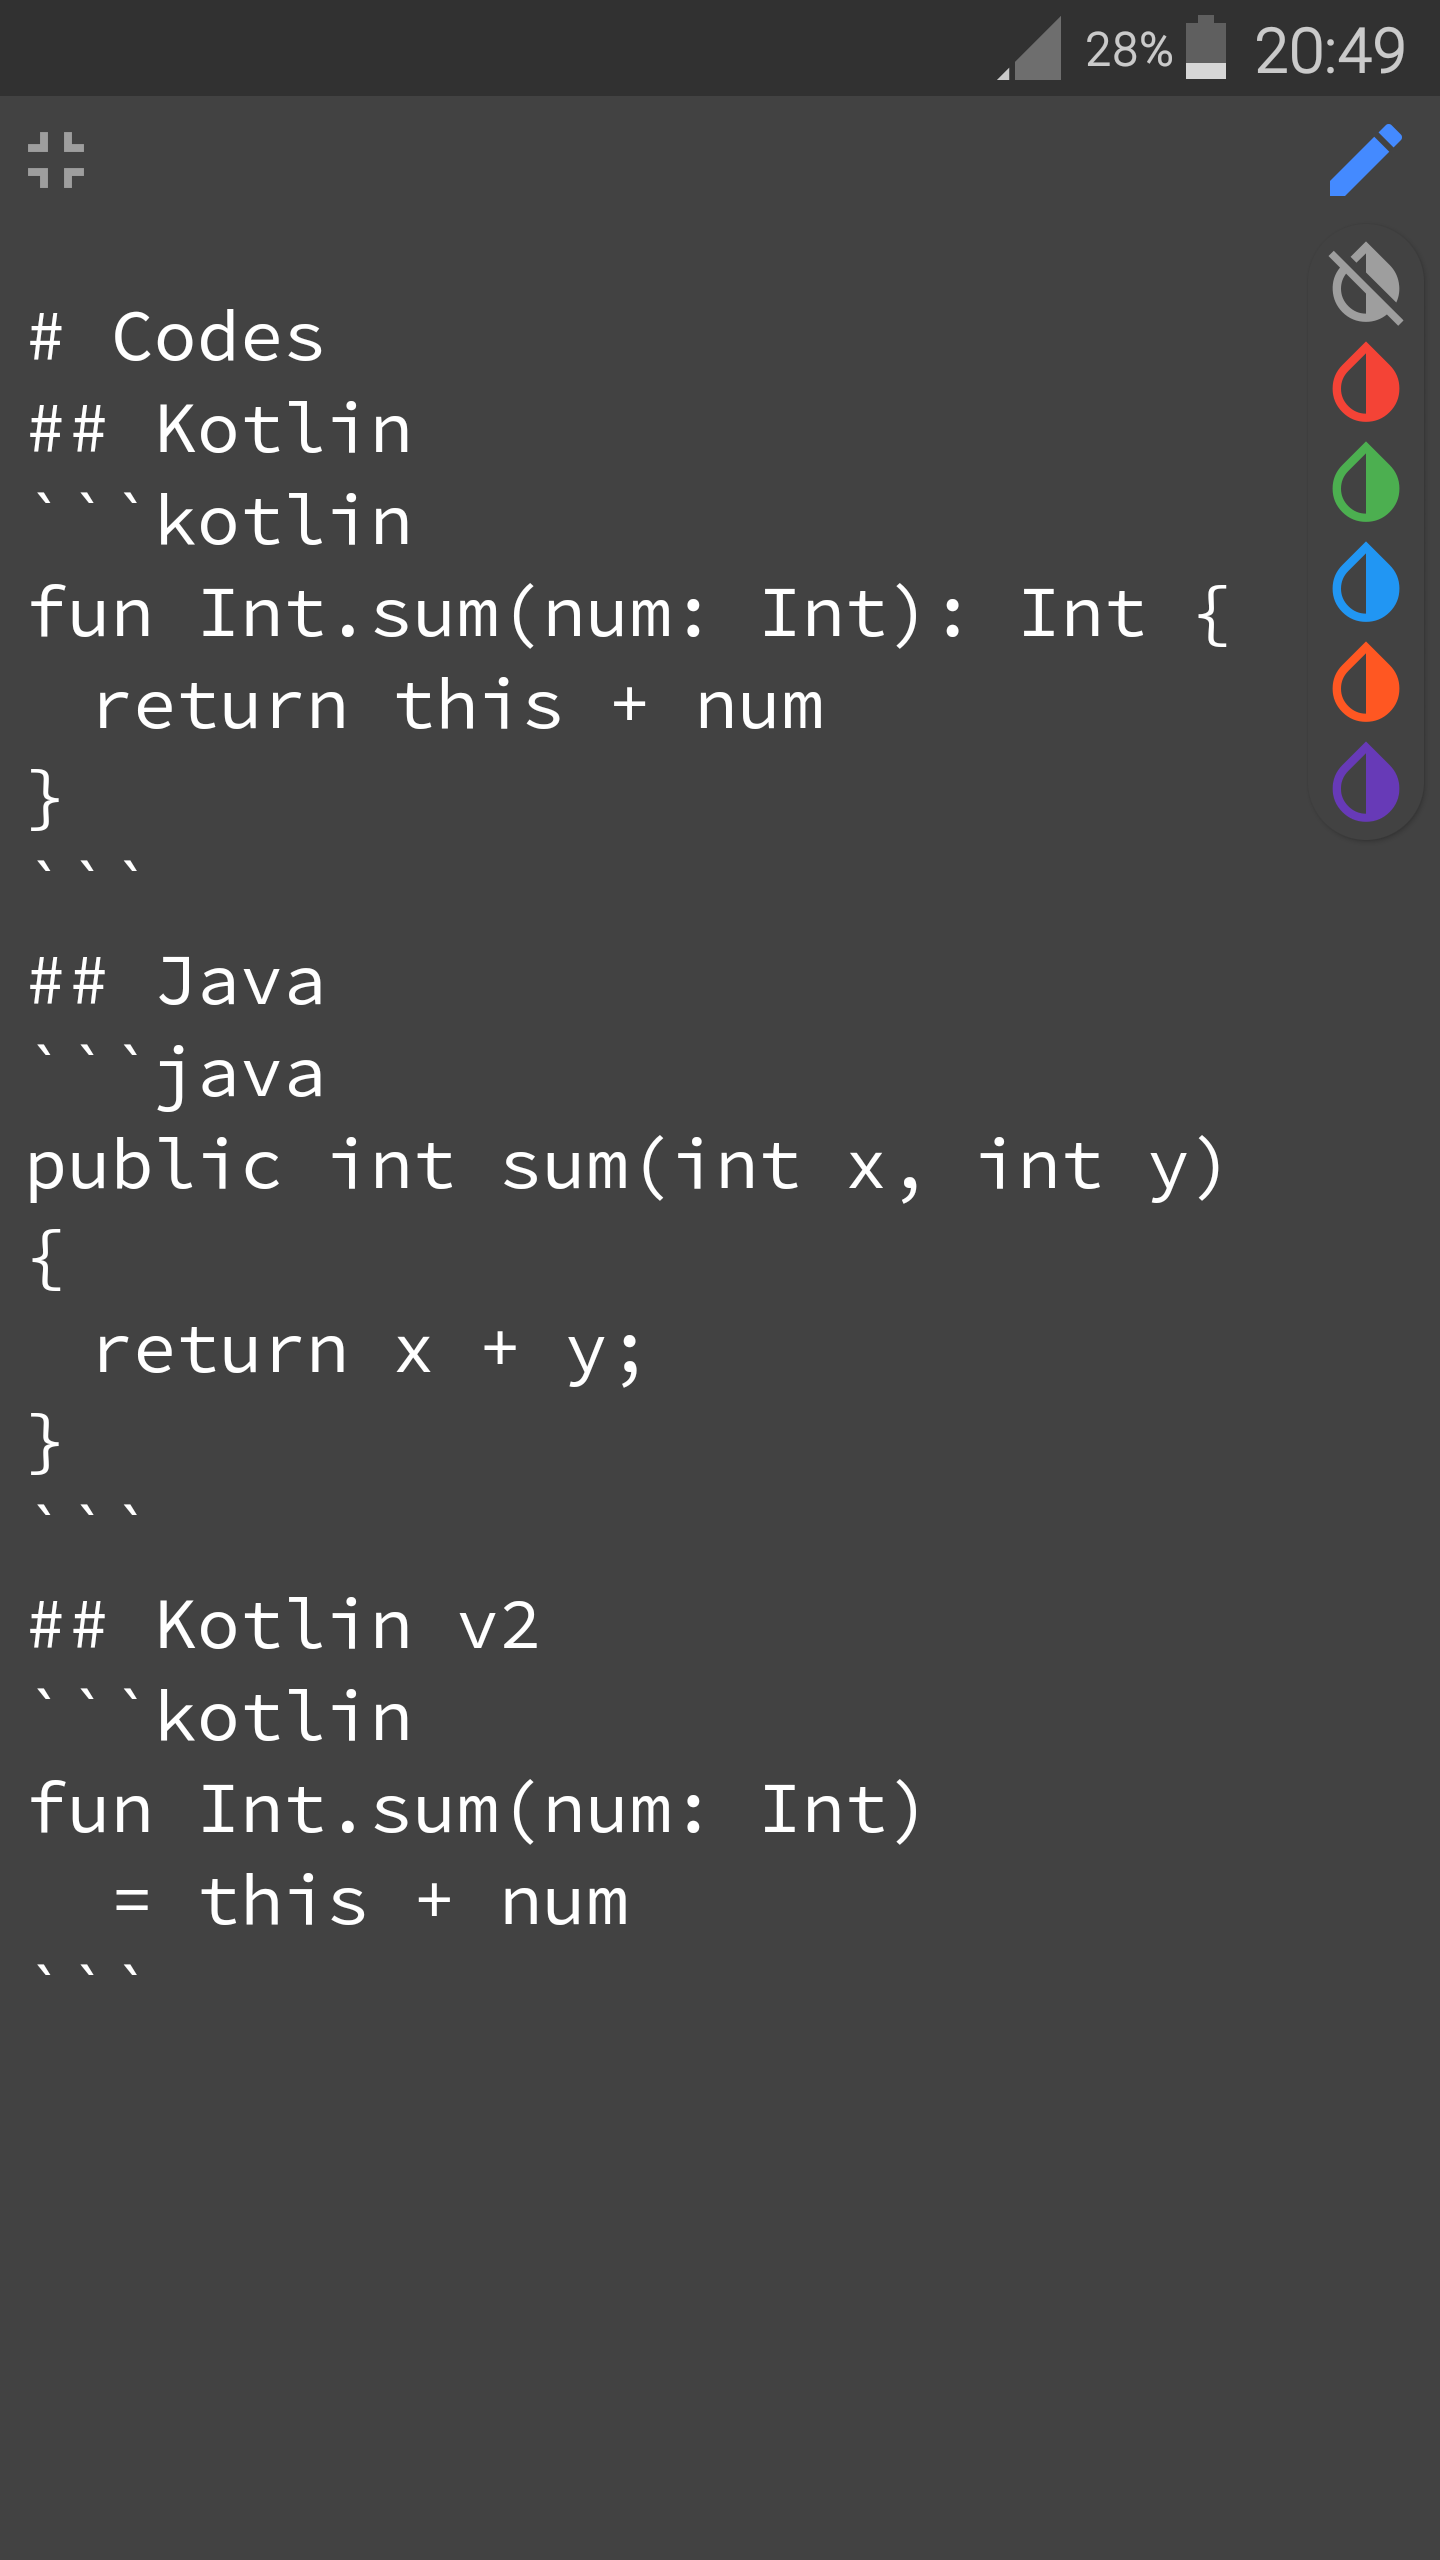 28% 20:49
# Codes
## Kotlin
```kotlin
fun Int.sum(num: Int): Int {
  return this + num
}
```
## Java
```java
public int sum(int x, int y)
{
  return x + y;
}
```
## Kotlin v2
```kotlin
fun Int.sum(num: Int)
  = this + num
```